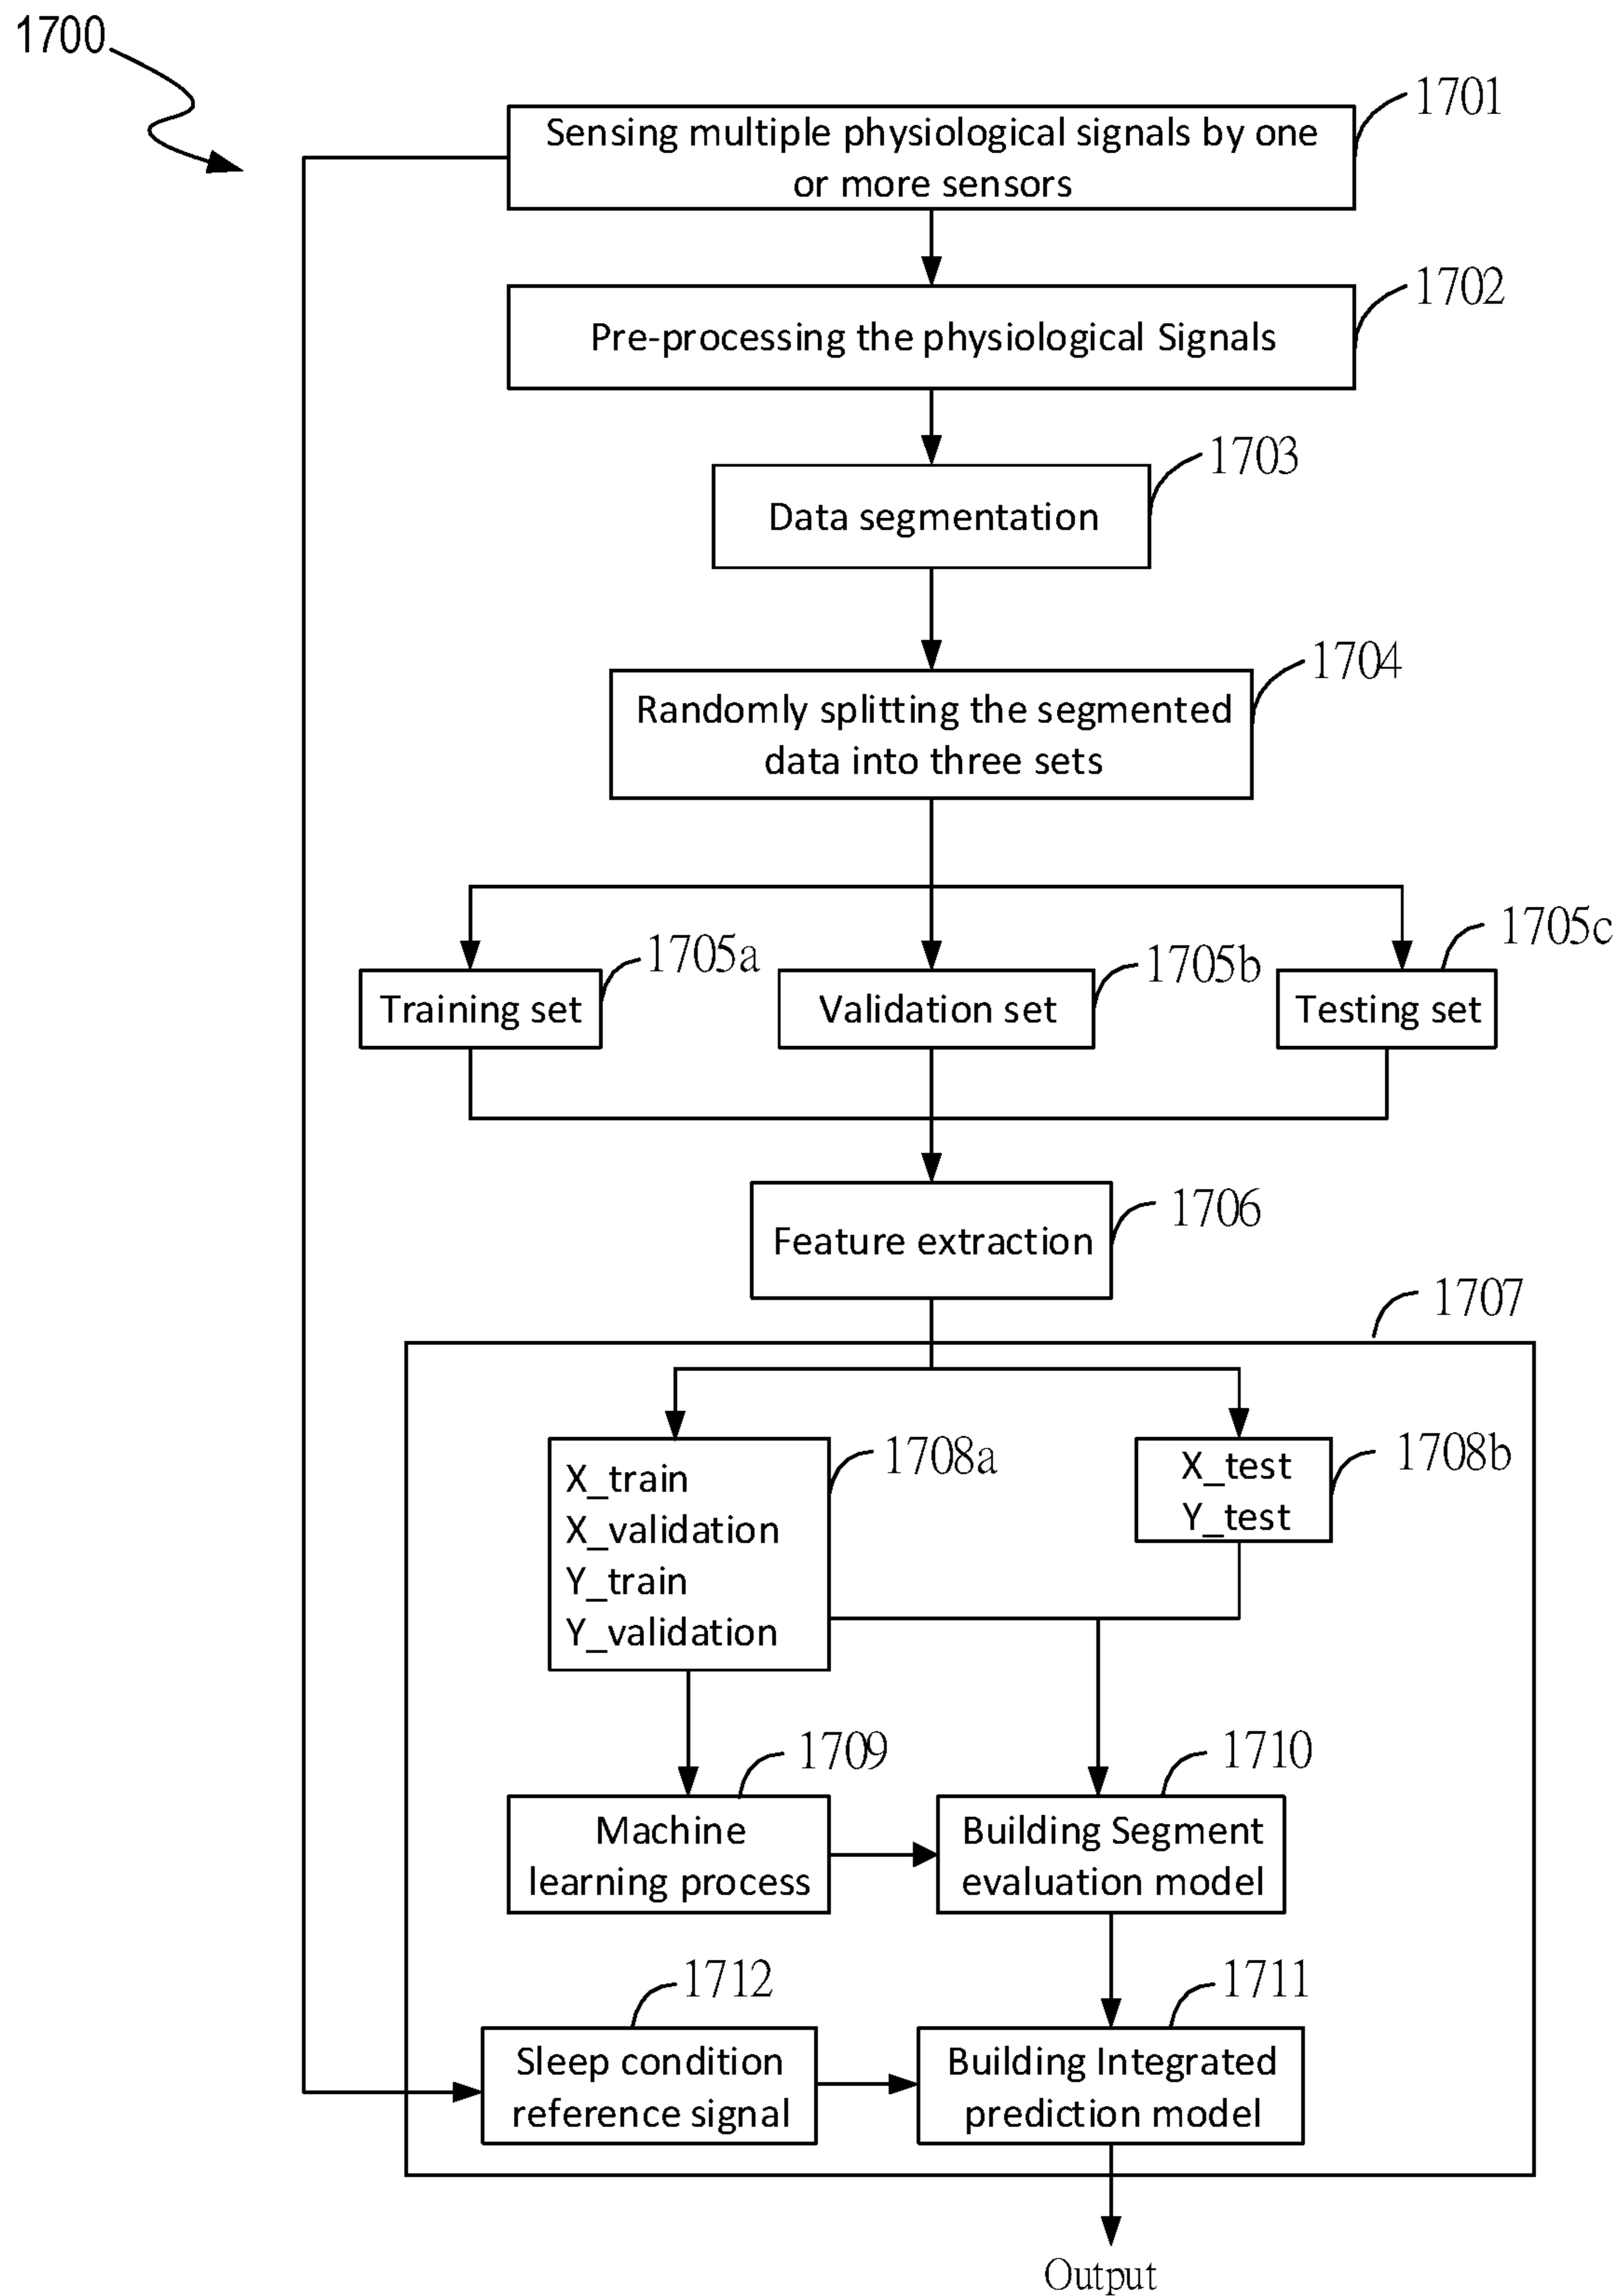 1700
1701
Sensing multiple physiological signals by one
or more sensors
1702
Pre-processing the physiological Signals
1703
Data segmentation
1704
Randomly splitting the segmented
data into three sets
1705a
1705b
1705c
Training set
Validation set
Testing set
1706
Feature extraction
1707
1708a
X_train
X_validation
Y_train
Y_validation
1708b
X_test
Y_test
1709
Machine
learning process
1710
Building Segment
evaluation model
1712
Sleep condition
reference signal
1711
Building Integrated
prediction model
Output